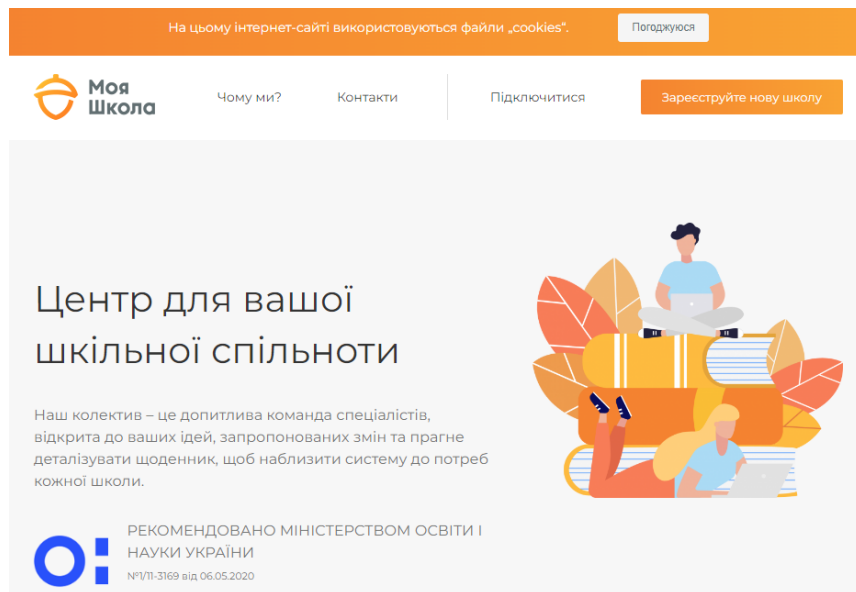 На цьому інтернет-сайті використовуються файли „cookies“.
Погоджуюся
Моя
Школа
Чому ми?
Контакти
Підключитися
Зареєструйте нову школу
Центр для вашої
шкільної спільноти
Наш колектив – це допитлива команда спеціалістів,
відкрита до ваших ідей, запропонованих змін та прагне
деталізувати щоденник, щоб наблизити систему до потреб
кожної школи.
РЕКОМЕНДОВАНО МІНІСТЕРСТВОМ ОСВІТИ І
НАУКИ УКРАЇНИ
№1/11-3169 від 06.05.2020